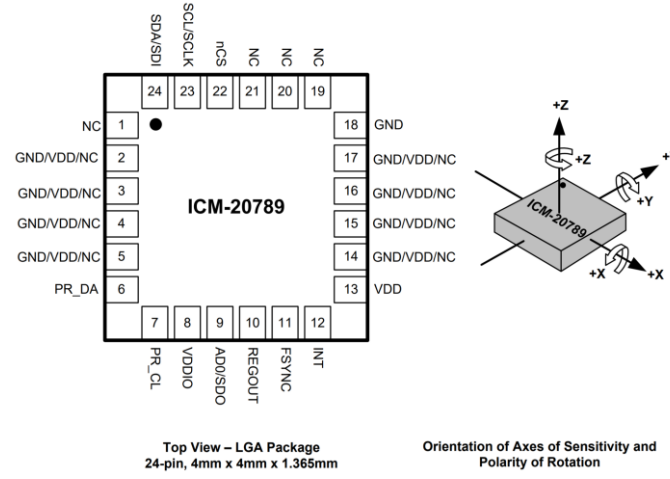 SDA/SDI
SCL/SCLK
nCS
NC
NC
NC
24
23
22
21
20
19
NC 1
GND/VDD/NC 2
GND/VDD/NC 3
GND/VDD/NC 4
GND/VDD/NC 5
PR_DA 6
18 GND
17 GND/VDD/NC
16 GND/VDD/NC
15 GND/VDD/NC
14 GND/VDD/NC
13 VDD
ICM-20789
7
8
9
10
11
12
PR_CL
VDDIO
AD0/SDO
REGOUT
FSYNC
INT
Top View – LGA Package
24-pin, 4mm x 4mm x 1.365mm
+Z
+Z
+
+Y
ICM-20789
+X
+X
Orientation of Axes of Sensitivity and
Polarity of Rotation